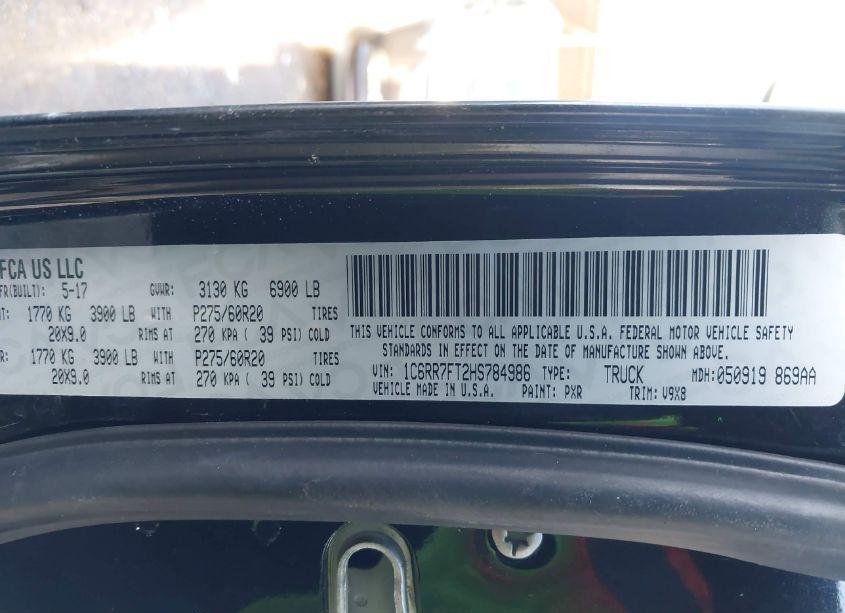 FCA US LLC
FR(BUILT): 5-17 GVWR: 3130 KG 6900 LB
T: 1770 KG 3900 LB WITH P275/60R20 TIRES
20X9.0 RIMS AT 270 KPA ( 39 PSI) COLD
R: 1770 KG 3900 LB WITH P275/60R20 TIRES
20X9.0 RIMS AT 270 KPA ( 39 PSI) COLD
THIS VEHICLE CONFORMS TO ALL APPLICABLE U.S.A. FEDERAL MOTOR VEHICLE SAFETY
STANDARDS IN EFFECT ON THE DATE OF MANUFACTURE SHOWN ABOVE.
VIN: 1C6RR7FT2HS784986 TYPE: TRUCK MDH:050919 869AA
VEHICLE MADE IN U.S.A. PAINT: PXR TRIM: V9X8